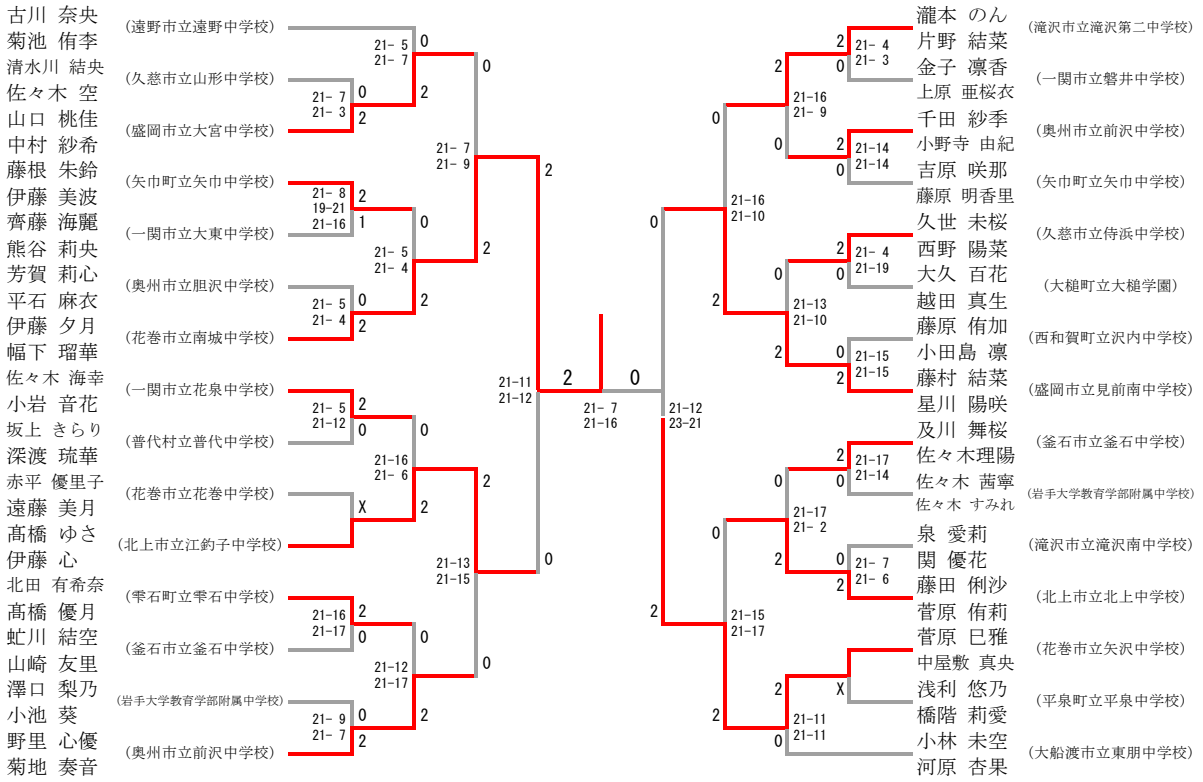 古川 奈央
菊池 侑李
(遠野市立遠野中学校)
清水川 結央
佐々木 空
(久慈市立山形中学校)
山口 桃佳
中村 紗希
(盛岡市立大宮中学校)
藤根 朱鈴
伊藤 美波
(矢巾町立矢巾中学校)
齊藤 海麗
熊谷 莉央
(一関市立大東中学校)
芳賀 莉心
平石 麻衣
(奥州市立胆沢中学校)
伊藤 夕月
幅下 瑠華
(花巻市立南城中学校)
佐々木 海幸
小岩 音花
(一関市立花泉中学校)
坂上 きらり
深渡 琉華
(普代村立普代中学校)
赤平 優里子
遠藤 美月
(花巻市立花巻中学校)
髙橋 ゆさ
伊藤 心
(北上市立江釣子中学校)
北田 有希奈
髙橋 優月
(雫石町立雫石中学校)
虻川 結空
山崎 友里
(釜石市立釜石中学校)
澤口 梨乃
小池 葵
(岩手大学教育学部附属中学校)
野里 心優
菊地 奏音
(奥州市立前沢中学校)
0
21- 5
21- 7
2
0
21- 7
21- 3
2
0
21- 7
21- 9
2
2
21- 8
19-21
21-16
1
0
21- 5
21- 4
2
0
21- 5
21- 4
2
2
21-11
21-12
0
2
21- 5
21-12
0
0
21-16
21- 6
2
X
2
21-13
21-15
0
2
21-16
21-17
0
0
21-12
21-17
2
0
21- 9
21- 7
2
2
0
21- 7
21-16
瀧本 のん
片野 結菜
(滝沢市立滝沢第二中学校)
金子 凛香
上原 亜桜衣
(一関市立磐井中学校)
千田 紗季
小野寺 由紀
(奥州市立前沢中学校)
吉原 咲那
藤原 明香里
(矢巾町立矢巾中学校)
久世 未桜
西野 陽菜
(久慈市立侍浜中学校)
大久 百花
越田 真生
(大槌町立大槌学園)
藤原 侑加
小田島 凛
(西和賀町立沢内中学校)
藤村 結菜
星川 陽咲
(盛岡市立見前南中学校)
及川 舞桜
佐々木理陽
(釜石市立釜石中学校)
佐々木 茜寧
佐々木 すみれ
(岩手大学教育学部附属中学校)
泉 愛莉
関 優花
(滝沢市立滝沢南中学校)
藤田 俐沙
菅原 侑莉
(北上市立北上中学校)
菅原 巳雅
中屋敷 真央
(花巻市立矢沢中学校)
浅利 悠乃
橋階 莉愛
(平泉町立平泉中学校)
小林 未空
河原 杏果
(大船渡市立東朋中学校)
2
21- 4
21- 3
0
2
21-16
21- 9
0
2
21-14
21-14
0
0
21-16
21-10
2
2
21- 4
21-19
0
0
21-13
21-10
2
0
21-15
21-15
2
0
21-12
23-21
2
2
21-17
21-14
0
0
21-17
21- 2
2
0
21- 7
21- 6
2
0
21-15
21-17
2
X
2
21-11
21-11
0